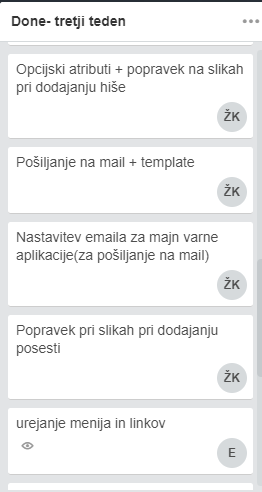 Done- tretji teden
Opcijski atributi + popravek na slikah
pri dodajanju hiše
ŽK
Pošiljanje na mail + template
ŽK
Nastavitev emaila za majn varne
aplikacije(za pošiljanje na mail)
ŽK
Popravek pri slikah pri dodajanju
posesti
ŽK
urejanje menija in linkov
E